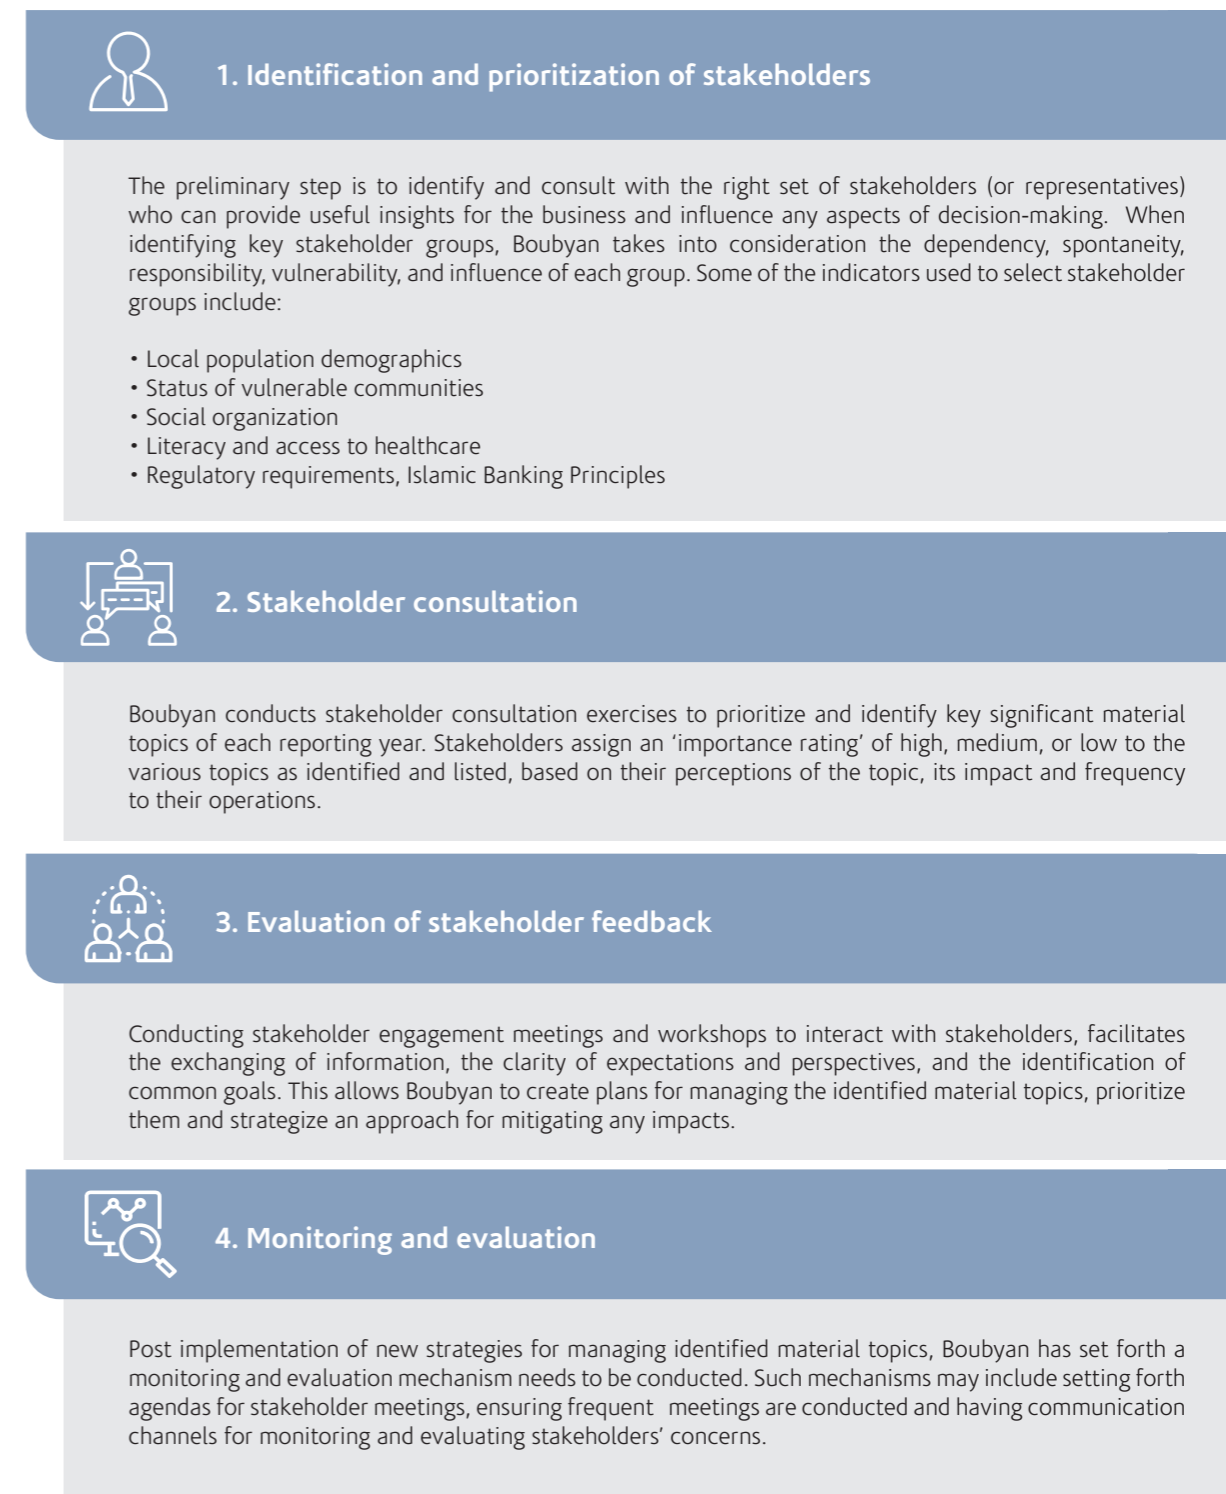 1. Identification and prioritization of stakeholders
The preliminary step is to identify and consult with the right set of stakeholders (or representatives)
who can provide useful insights for the business and influence any aspects of decision-making.  When
identifying key stakeholder groups, Boubyan takes into consideration the dependency, spontaneity,
responsibility, vulnerability, and influence of each group. Some of the indicators used to select stakeholder
groups include:
• Local population demographics
• Status of vulnerable communities
• Social organization
• Literacy and access to healthcare
• Regulatory requirements, Islamic Banking Principles
2. Stakeholder consultation
Boubyan conducts stakeholder consultation exercises to prioritize and identify key significant material
topics of each reporting year. Stakeholders assign an ‘importance rating’ of high, medium, or low to the
various topics as identified and listed, based on their perceptions of the topic, its impact and frequency
to their operations.
3. Evaluation of stakeholder feedback
Conducting stakeholder engagement meetings and workshops to interact with stakeholders, facilitates
the exchanging of information, the clarity of expectations and perspectives, and the identification of
common goals. This allows Boubyan to create plans for managing the identified material topics, prioritize
them and strategize an approach for mitigating any impacts.
4. Monitoring and evaluation
Post implementation of new strategies for managing identified material topics, Boubyan has set forth a
monitoring and evaluation mechanism needs to be conducted. Such mechanisms may include setting forth
agendas for stakeholder meetings, ensuring frequent  meetings are conducted and having communication
channels for monitoring and evaluating stakeholders’ concerns.